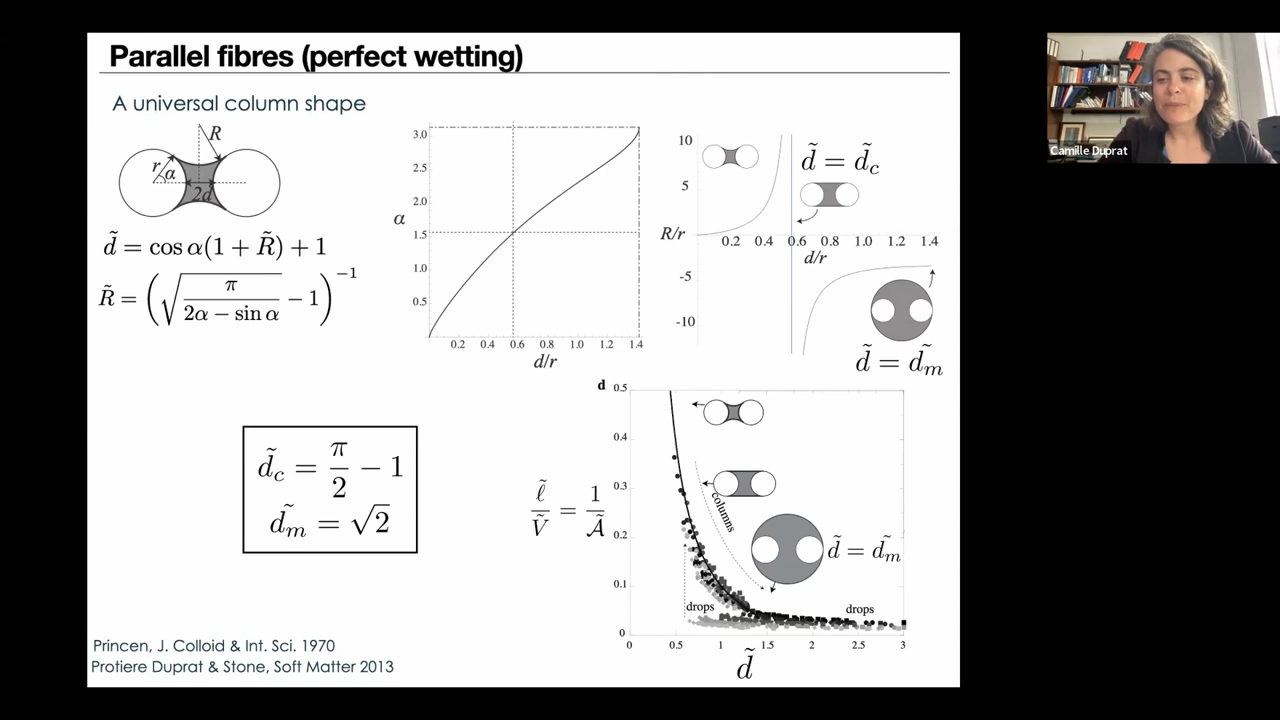 Parallel fibres (perfect wetting)
A universal column shape
R
r
α
2d
d̃ = cos α(1 + R̃) + 1
R̃ = (√(π / (2α − sin α)) − 1)^−1
3.0
2.5
2.0
α
1.5
1.0
0.5
0.2 0.4 0.6 0.8 1.0 1.2 1.4
d/r
10
5
R/r
-5
-10
0.2 0.4 0.6 0.8 1.0 1.2 1.4
d/r
d̃ = d̃c
d̃ = d̃m
d̃c = π/2 − 1
d̃m = √2
ℓ̃/Ṽ = 1/Ã
d
0.5
0.4
0.3
0.2
0.1
0
columns
d̃ = d̃m
drops
drops
0 0.5 1 1.5 2 2.5 3
d̃
Princen, J. Colloid & Int. Sci. 1970
Protiere Duprat & Stone, Soft Matter 2013
Camille Duprat